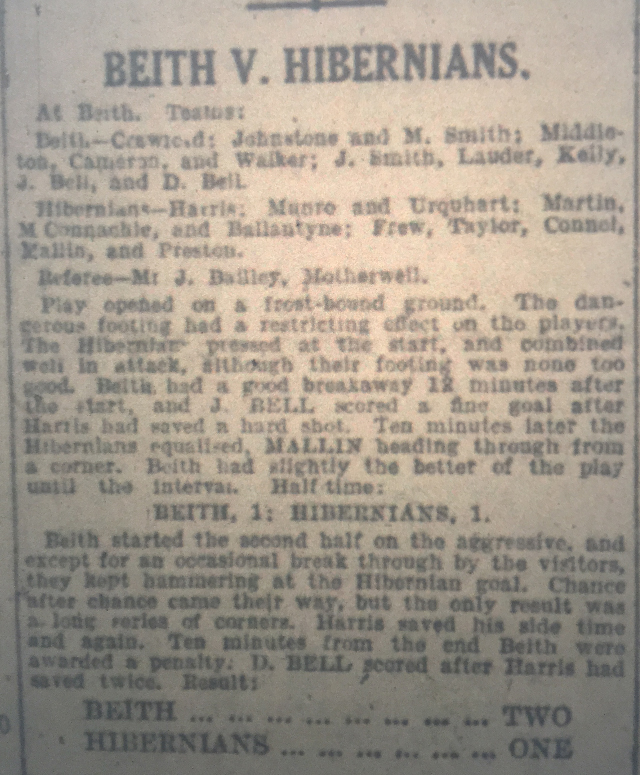 BEITH V. HIBERNIANS.
At Beith. Teams:
Beith—Crawford; Johnstone and M. Smith; Middle-
ton, Cameron, and Walker; J. Smith, Lauder, Kelly,
J. Bell, and D. Bell.
Hibernians—Harris; Munro and Urquhart; Martin,
M'Connachie, and Ballantyne; Frew, Taylor, Connel,
Mallin, and Preston.
Referee—Mr J. Bailley, Motherwell.
Play opened on a frost-bound ground. The dan-
gerous footing had a restricting effect on the players.
The Hibernians pressed at the start, and combined
well in attack, although their footing was none too
good. Beith had a good breakaway 12 minutes after
the start, and J. BELL scored a fine goal after
Harris had saved a hard shot. Ten minutes later the
Hibernians equalised, MALLIN heading through from
a corner. Beith had slightly the better of the play
until the interval. Half time:
BEITH, 1; HIBERNIANS, 1.
Beith started the second half on the aggressive, and
except for an occasional break through by the visitors,
they kept hammering at the Hibernian goal. Chance
after chance came their way, but the only result was
a long series of corners. Harris saved his side time
and again. Ten minutes from the end Beith were
awarded a penalty. D. BELL scored after Harris had
saved twice. Result:
BEITH ... ... ... ... ... ... ... ... TWO
HIBERNIANS ... ... ... ... ... ... ONE